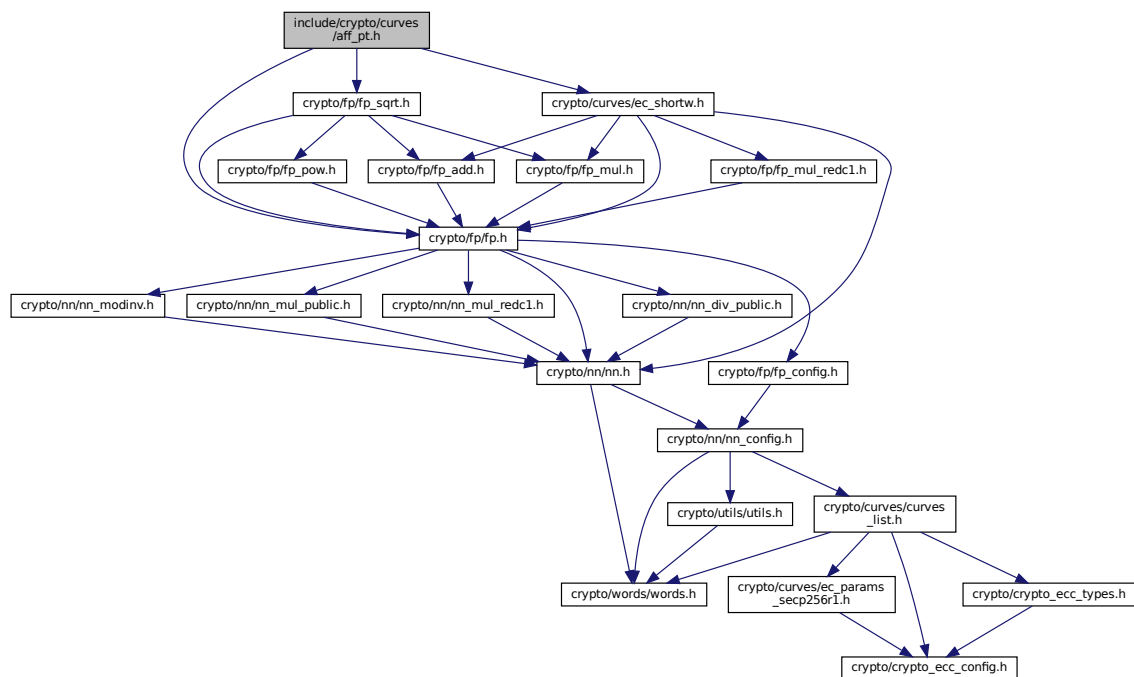 include/crypto/curves
/aff_pt.h
crypto/fp/fp_sqrt.h
crypto/curves/ec_shortw.h
crypto/fp/fp_pow.h
crypto/fp/fp_add.h
crypto/fp/fp_mul.h
crypto/fp/fp_mul_redc1.h
crypto/fp/fp.h
crypto/nn/nn_modinv.h
crypto/nn/nn_mul_public.h
crypto/nn/nn_mul_redc1.h
crypto/nn/nn_div_public.h
crypto/nn/nn.h
crypto/fp/fp_config.h
crypto/nn/nn_config.h
crypto/utils/utils.h
crypto/curves/curves
_list.h
crypto/words/words.h
crypto/curves/ec_params
_secp256r1.h
crypto/crypto_ecc_types.h
crypto/crypto_ecc_config.h